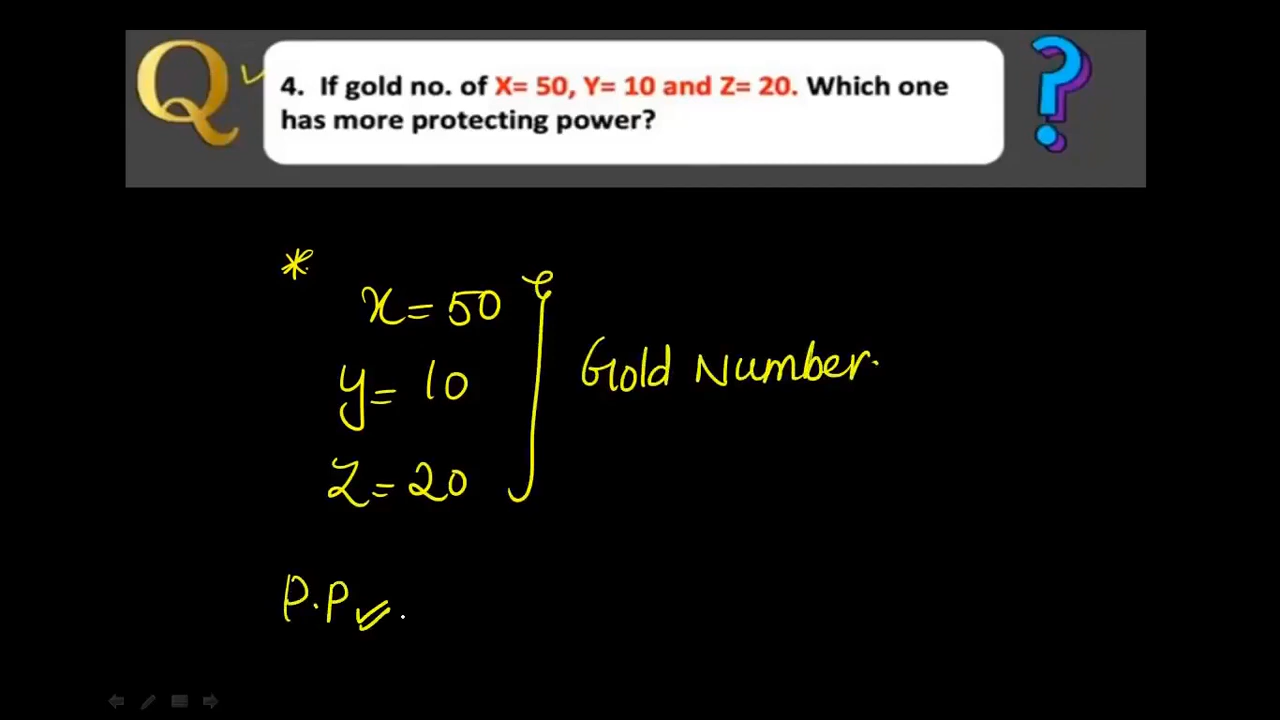 Q
4. If gold no. of X= 50, Y= 10 and Z= 20. Which one
has more protecting power?
?
*
x = 50
y = 10
Z = 20
Gold Number.
P.P